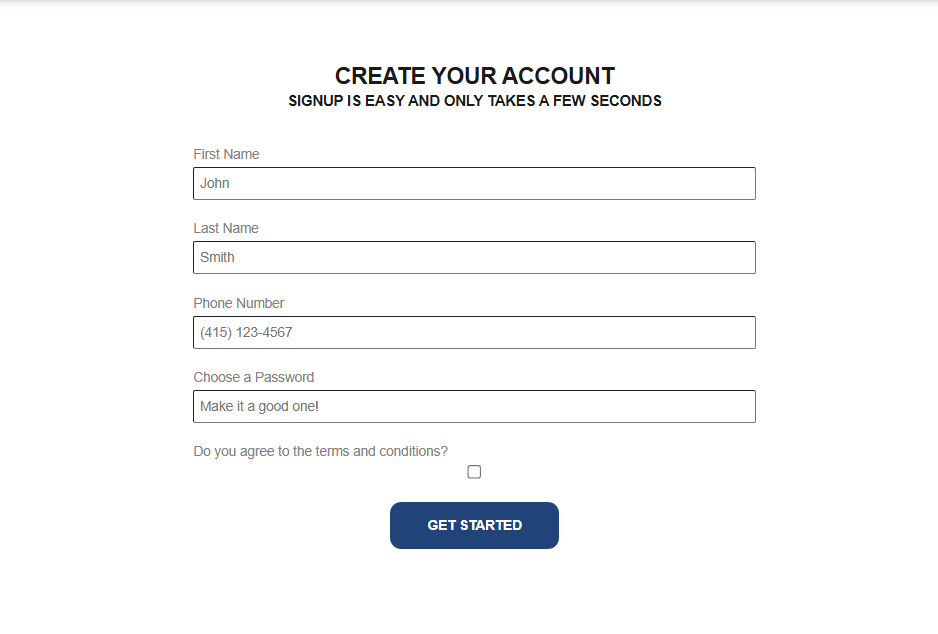 CREATE YOUR ACCOUNT
SIGNUP IS EASY AND ONLY TAKES A FEW SECONDS
First Name
John
Last Name
Smith
Phone Number
(415) 123-4567
Choose a Password
Make it a good one!
Do you agree to the terms and conditions?
GET STARTED